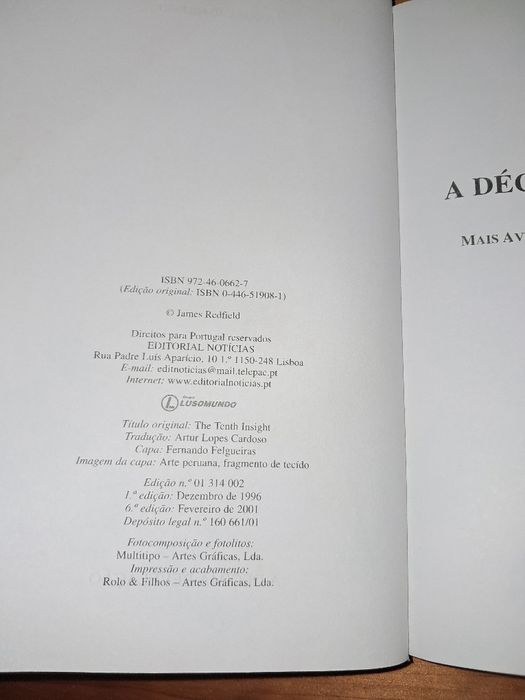 ISBN 972-46-0662-7
(Edição original: ISBN 0-446-51908-1)
© James Redfield
Direitos para Portugal reservados
EDITORIAL NOTÍCIAS
Rua Padre Luís Aparício, 10 1.º 1150-248 Lisboa
E-mail: editnoticias@mail.telepac.pt
Internet: www.editorialnoticias.pt
LUSOMUNDO
Título original: The Tenth Insight
Tradução: Artur Lopes Cardoso
Capa: Fernando Felgueiras
Imagem da capa: Arte peruana, fragmento de tecido
Edição n.º 01 314 002
1.ª edição: Dezembro de 1996
6.ª edição: Fevereiro de 2001
Depósito legal n.º 160 661/01
Fotocomposição e fotolitos:
Multitipo – Artes Gráficas, Lda.
Impressão e acabamento:
Rolo & Filhos – Artes Gráficas, Lda.
A DÉC
MAIS AV